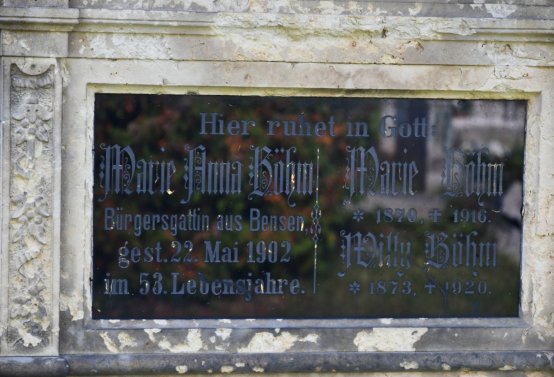 Hier ruhet in Gott:
Marie Anna Böhm
Bürgersgattin aus Bensen,
gest. 22. Mai 1902
im 53. Lebensjahre.
Marie Böhm
* 1870, ✝ 1916.
Willy Böhm
* 1873, ✝ 1920.